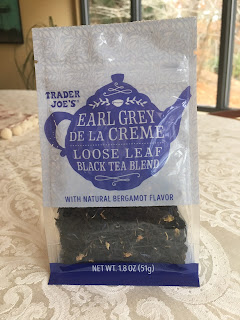 TRADER
JOE'S®
EARL GREY
DE LA CREME
LOOSE LEAF
BLACK TEA BLEND
WITH NATURAL BERGAMOT FLAVOR
NET WT. 1.8 OZ (51g)